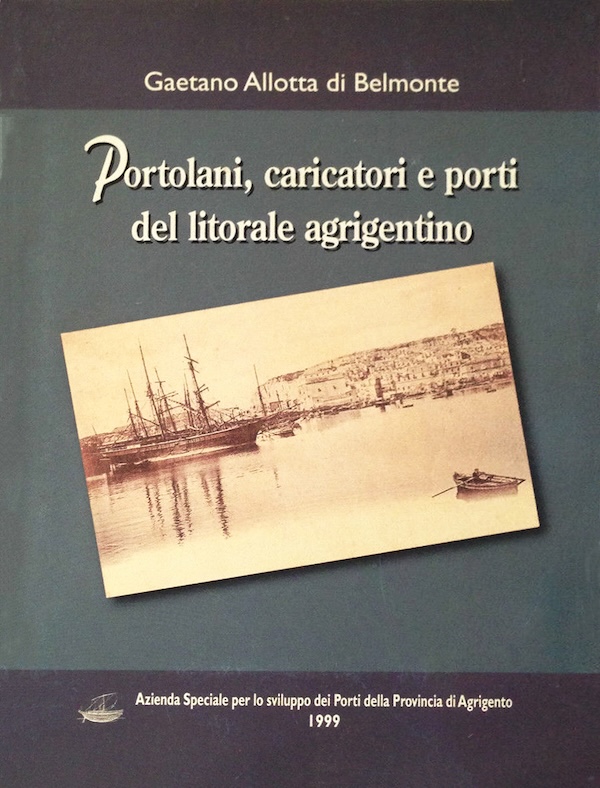 Gaetano Allotta di Belmonte
Portolani, caricatori e porti
del litorale agrigentino
Azienda Speciale per lo sviluppo dei Porti della Provincia di Agrigento
1999